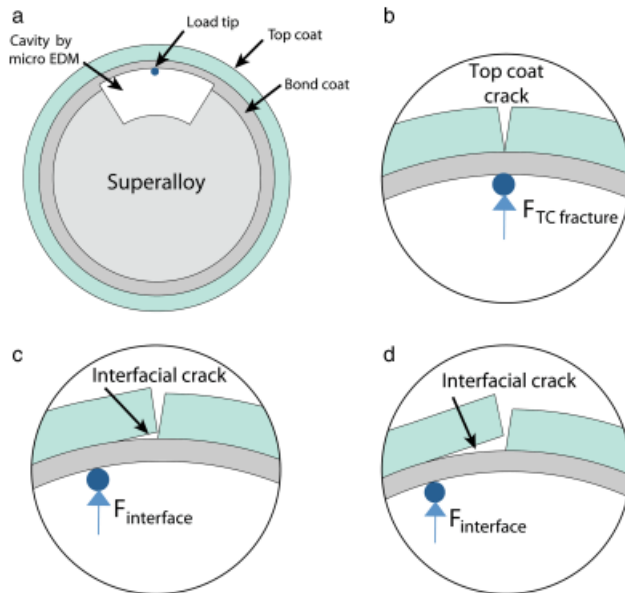 a
Cavity by
micro EDM
Load tip
Top coat
Bond coat
Superalloy
b
Top coat
crack
F TC fracture
c
Interfacial crack
F interface
d
Interfacial crack
F interface